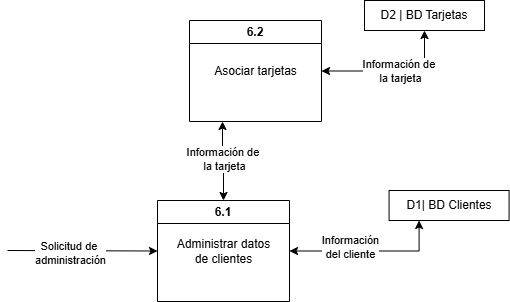 D2 | BD Tarjetas
6.2
Asociar tarjetas
Información de
la tarjeta
Información de
la tarjeta
6.1
D1| BD Clientes
Administrar datos
de clientes
Solicitud de
administración
Información
del cliente